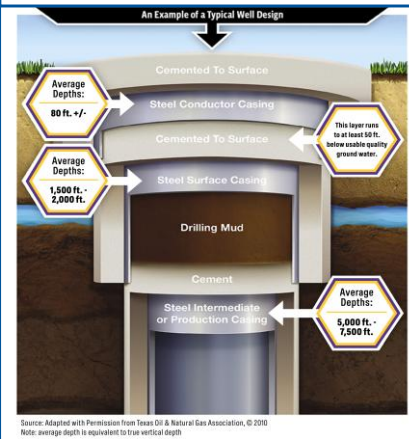 An Example of a Typical Well Design
Cemented To Surface
Average
Depths:
80 ft. +/-
Steel Conductor Casing
Cemented To Surface
This layer runs
to at least 50 ft.
below usable quality
ground water.
Average
Depths:
1,500 ft. -
2,000 ft.
Steel Surface Casing
Drilling Mud
Cement
Steel Intermediate
or Production Casing
Average
Depths:
5,000 ft. -
7,500 ft.
Source: Adapted with Permission from Texas Oil & Natural Gas Association, © 2010
Note: average depth is equivalent to true vertical depth